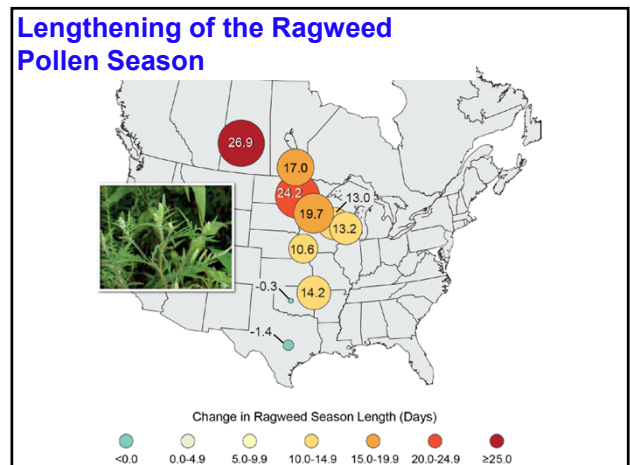 Lengthening of the Ragweed
Pollen Season
26.9
17.0
24.2
13.0
19.7
13.2
10.6
-0.3
14.2
-1.4
Change in Ragweed Season Length (Days)
<0.0 0.0-4.9 5.0-9.9 10.0-14.9 15.0-19.9 20.0-24.9 ≥25.0